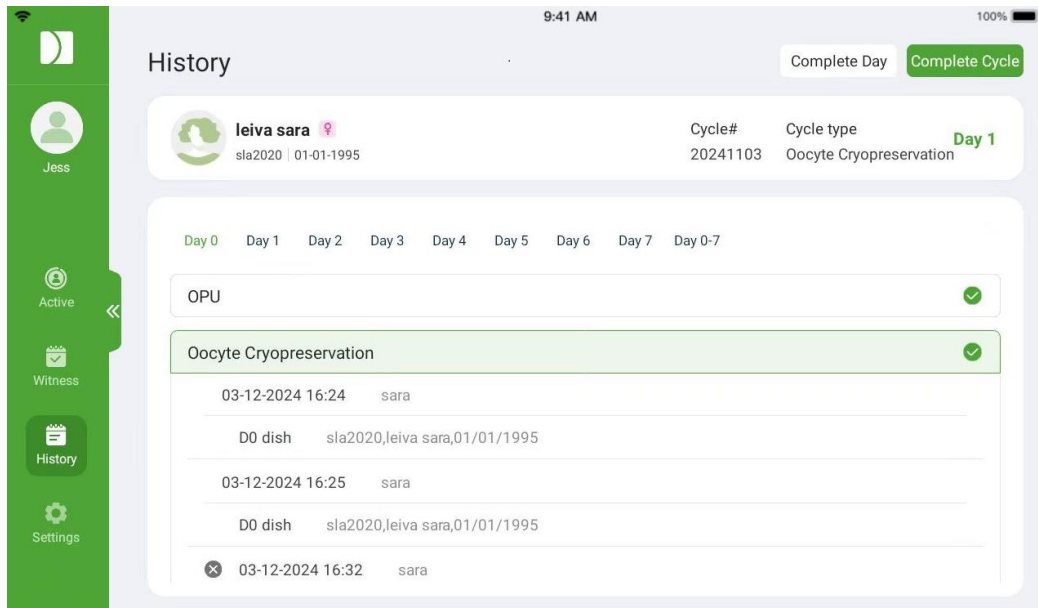 9:41 AM
100%
History
Complete Day
Complete Cycle
Jess
leiva sara
sla2020 | 01-01-1995
Cycle#
20241103
Cycle type
Oocyte Cryopreservation
Day 1
Day 0 Day 1 Day 2 Day 3 Day 4 Day 5 Day 6 Day 7 Day 0-7
Active
Witness
History
Settings
OPU
Oocyte Cryopreservation
03-12-2024 16:24 sara
D0 dish sla2020,leiva sara,01/01/1995
03-12-2024 16:25 sara
D0 dish sla2020,leiva sara,01/01/1995
03-12-2024 16:32 sara